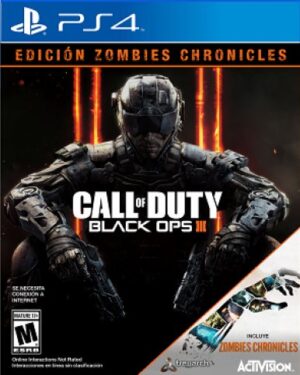 PS4
EDICIÓN ZOMBIES CHRONICLES
CALL OF DUTY
BLACK OPS III
SE NECESITA
CONEXIÓN A
INTERNET
MATURE 17+
M
ESRB
INCLUYE
ZOMBIES CHRONICLES
TREYARCH
ACTIVISION
Online Interactions Not Rated
Interacciones en línea sin clasificación